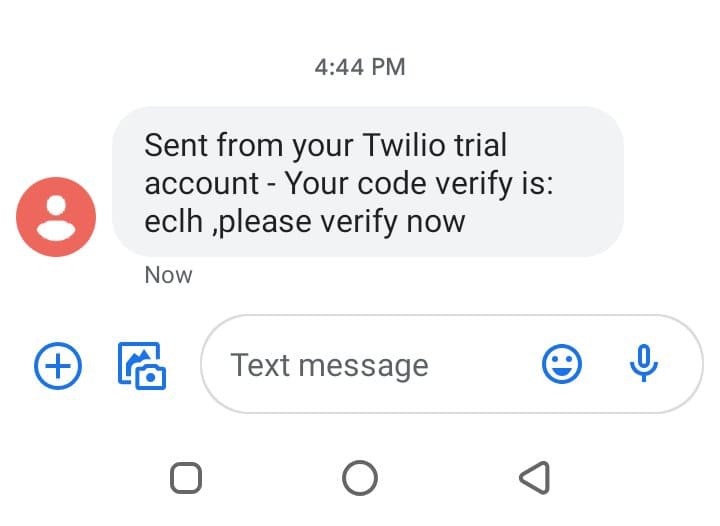 4:44 PM
Sent from your Twilio trial
account - Your code verify is:
eclh ,please verify now
Now
Text message